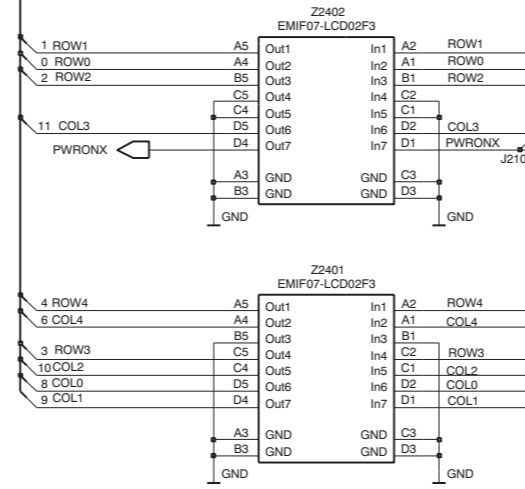 Z2402
EMIF07-LCD02F3
1 ROW1 A5 Out1 In1 A2 ROW1
0 ROW0 A4 Out2 In2 A1 ROW0
2 ROW2 B5 Out3 In3 B1 ROW2
C5 Out4 In4 C2
C4 Out5 In5 C1
11 COL3 D5 Out6 In6 D2 COL3
PWRONX D4 Out7 In7 D1 PWRONX
J210
A3 GND GND C3
B3 GND GND D3
GND GND
Z2401
EMIF07-LCD02F3
4 ROW4 A5 Out1 In1 A2 ROW4
6 COL4 A4 Out2 In2 A1 COL4
B5 Out3 In3 B1
3 ROW3 C5 Out4 In4 C2 ROW3
10 COL2 C4 Out5 In5 C1 COL2
8 COL0 D5 Out6 In6 D2 COL0
9 COL1 D4 Out7 In7 D1 COL1
A3 GND GND C3
B3 GND GND D3
GND GND